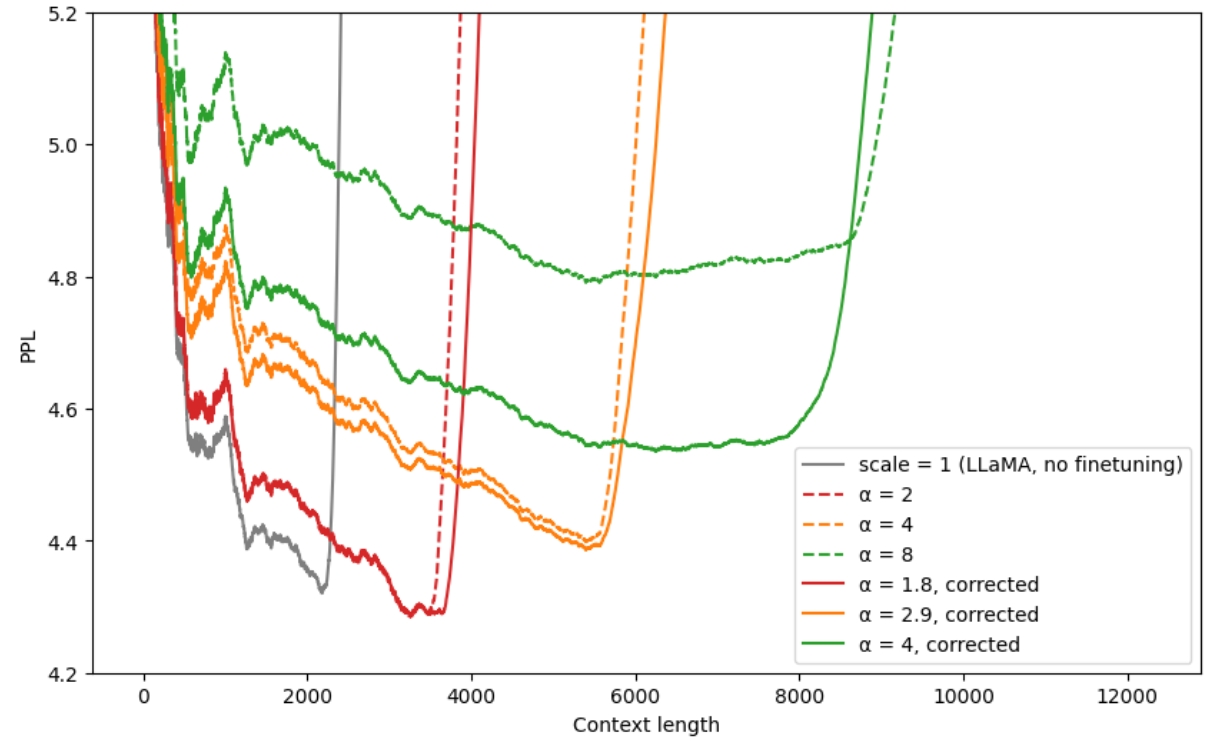 5.2
5.0
4.8
4.6
4.4
4.2
PPL
0 2000 4000 6000 8000 10000 12000
Context length
scale = 1 (LLaMA, no finetuning)
α = 2
α = 4
α = 8
α = 1.8, corrected
α = 2.9, corrected
α = 4, corrected